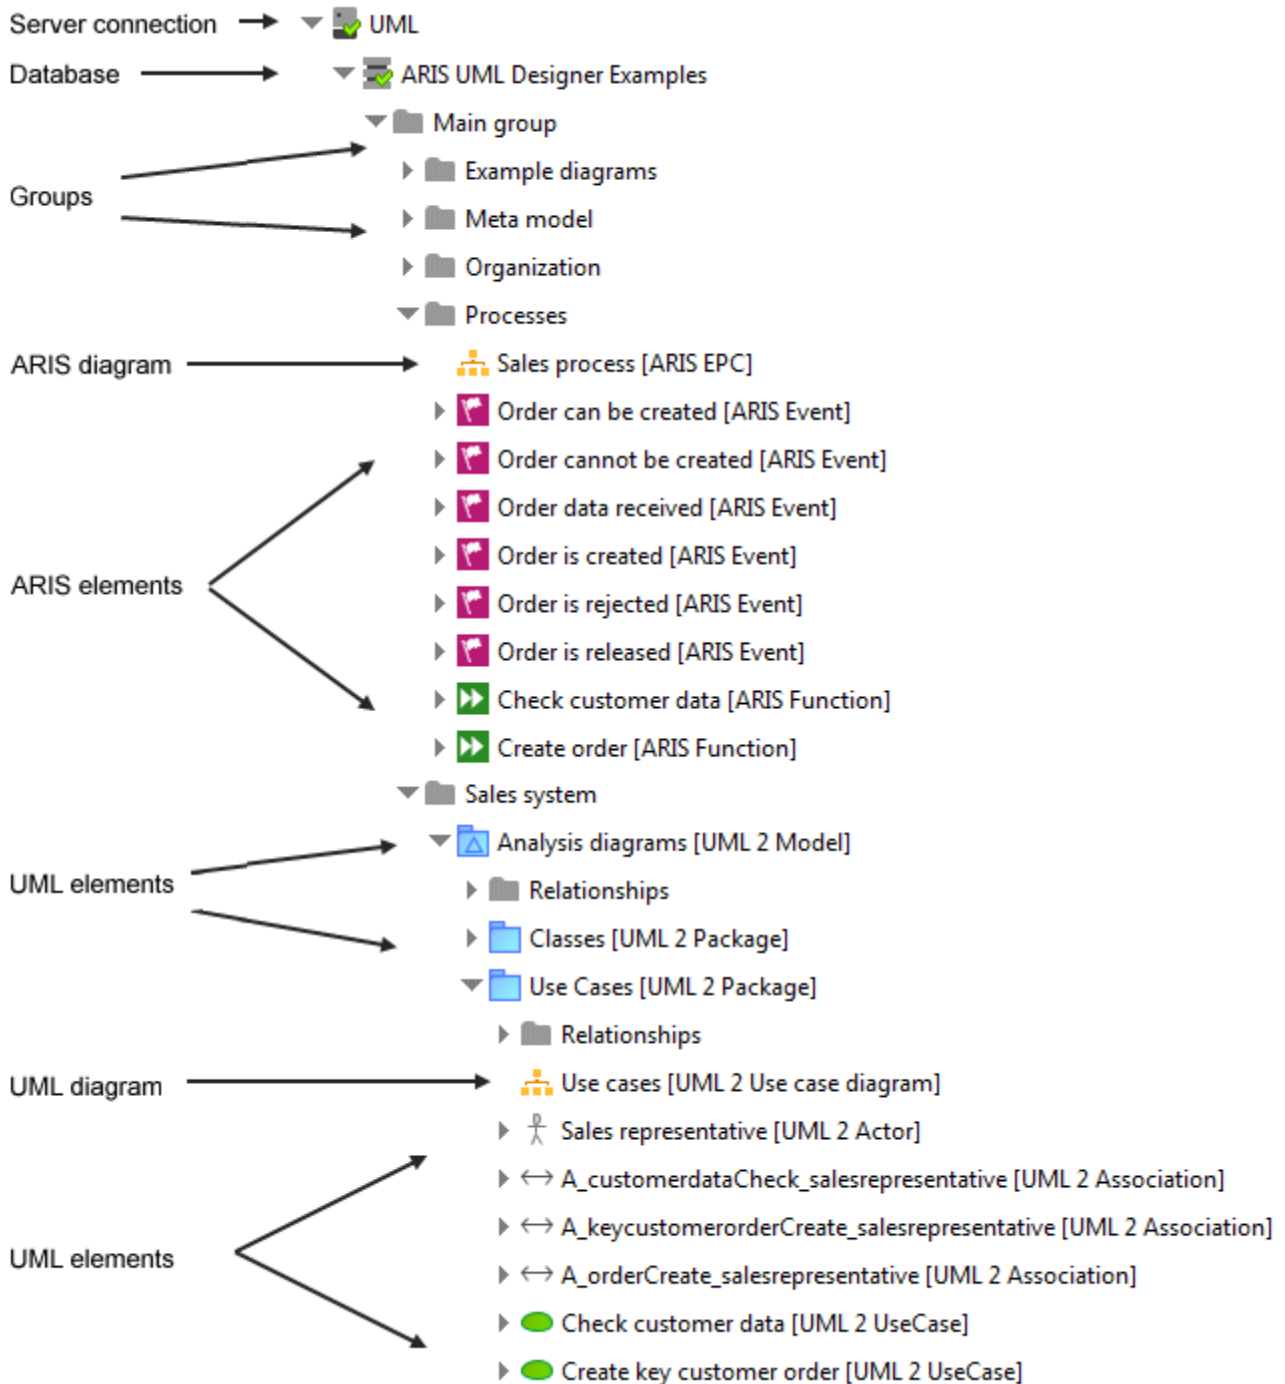 Server connection UML
Database ARIS UML Designer Examples
Main group
Example diagrams
Groups
Meta model
Organization
Processes
ARIS diagram Sales process [ARIS EPC]
Order can be created [ARIS Event]
Order cannot be created [ARIS Event]
Order data received [ARIS Event]
Order is created [ARIS Event]
ARIS elements
Order is rejected [ARIS Event]
Order is released [ARIS Event]
Check customer data [ARIS Function]
Create order [ARIS Function]
Sales system
Analysis diagrams [UML 2 Model]
UML elements Relationships
Classes [UML 2 Package]
Use Cases [UML 2 Package]
Relationships
UML diagram Use cases [UML 2 Use case diagram]
Sales representative [UML 2 Actor]
A_customerdataCheck_salesrepresentative [UML 2 Association]
A_keycustomerorderCreate_salesrepresentative [UML 2 Association]
UML elements
A_orderCreate_salesrepresentative [UML 2 Association]
Check customer data [UML 2 UseCase]
Create key customer order [UML 2 UseCase]